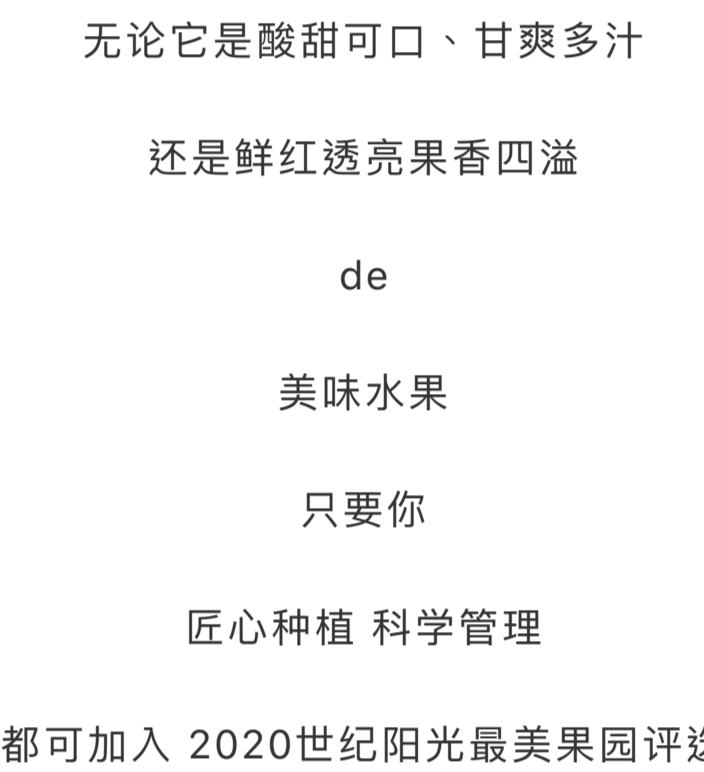 无论它是酸甜可口、甘爽多汁
还是鲜红透亮果香四溢
de
美味水果
只要你
匠心种植 科学管理
都可加入 2020世纪阳光最美果园评选